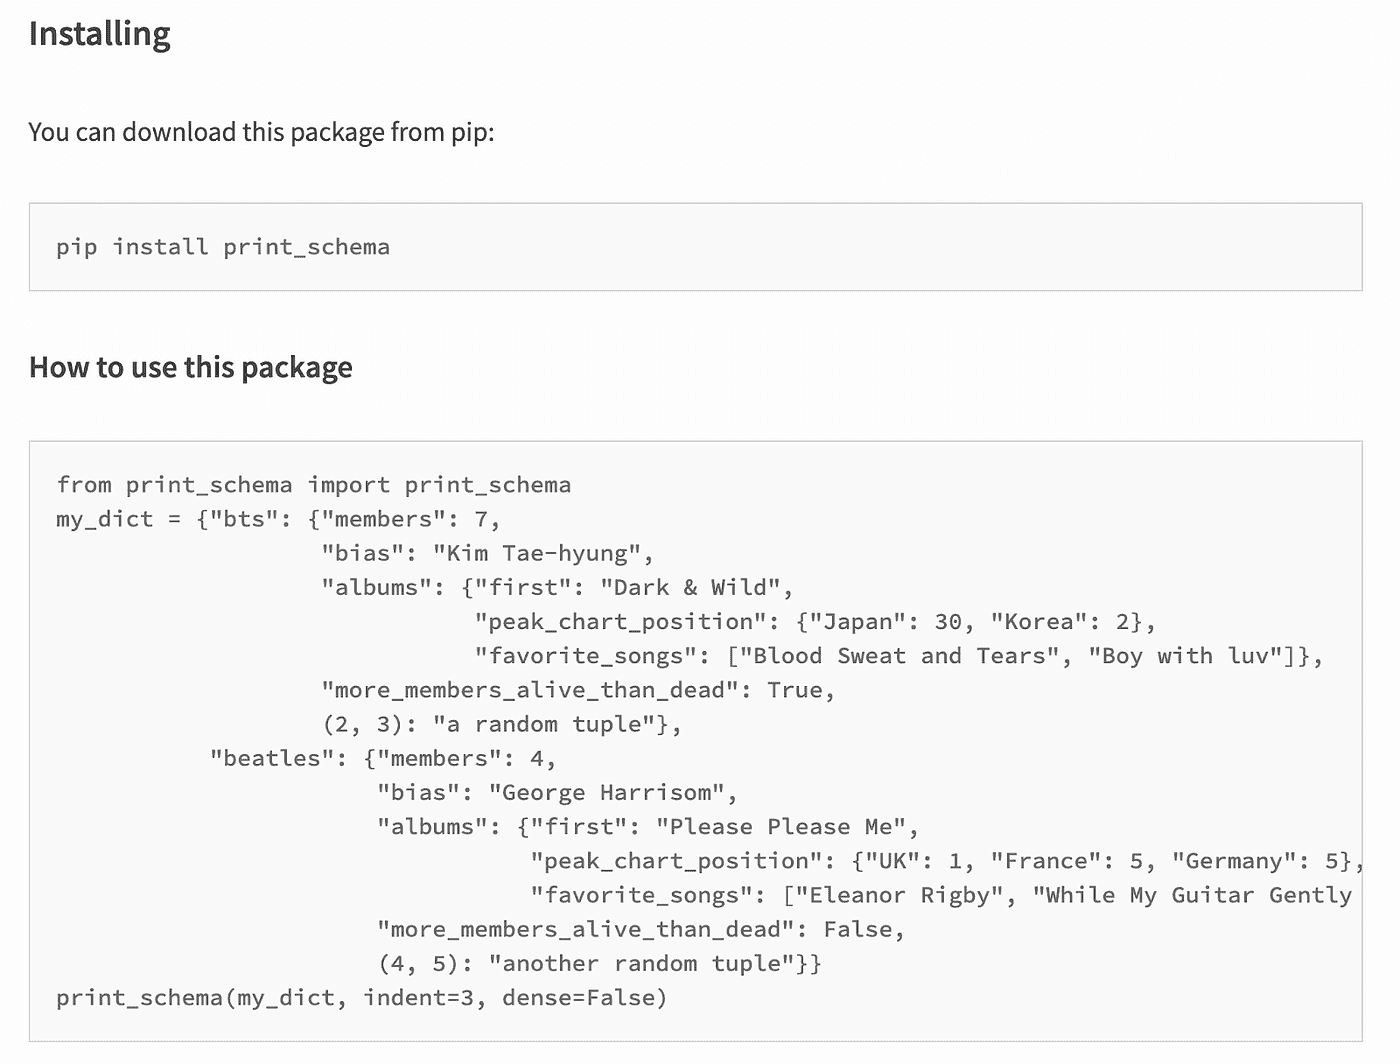 Installing
You can download this package from pip:
pip install print_schema
How to use this package
from print_schema import print_schema
my_dict = {"bts": {"members": 7,
                   "bias": "Kim Tae-hyung",
                   "albums": {"first": "Dark & Wild",
                              "peak_chart_position": {"Japan": 30, "Korea": 2},
                              "favorite_songs": ["Blood Sweat and Tears", "Boy with luv"]},
                   "more_members_alive_than_dead": True,
                   (2, 3): "a random tuple"},
           "beatles": {"members": 4,
                       "bias": "George Harrisom",
                       "albums": {"first": "Please Please Me",
                                  "peak_chart_position": {"UK": 1, "France": 5, "Germany": 5},
                                  "favorite_songs": ["Eleanor Rigby", "While My Guitar Gently
                       "more_members_alive_than_dead": False,
                       (4, 5): "another random tuple"}}
print_schema(my_dict, indent=3, dense=False)